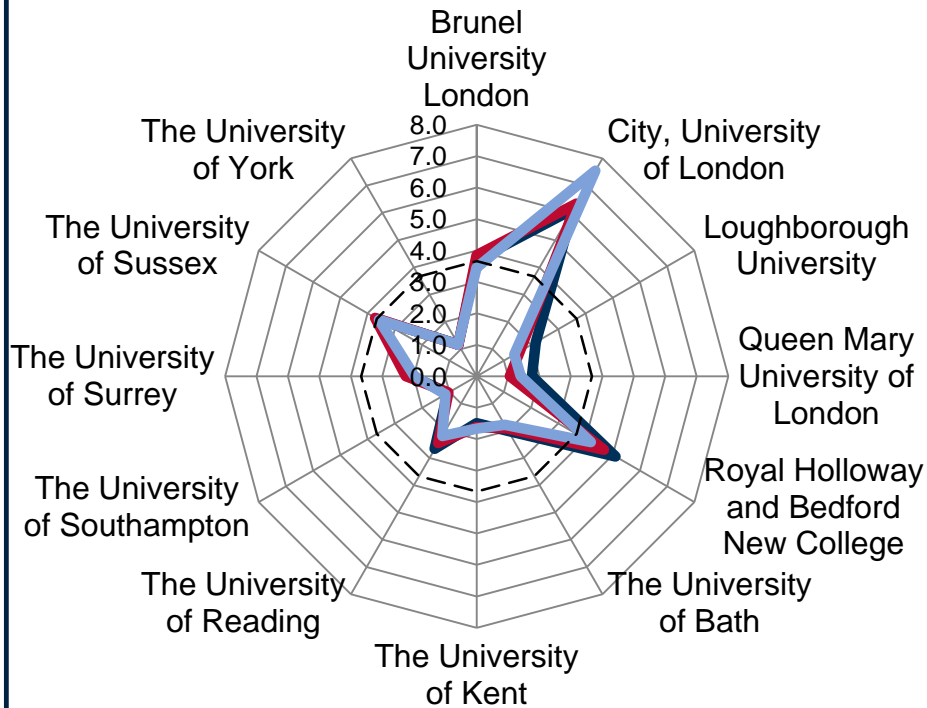 Brunel
University
London
City, University
of London
Loughborough
University
Queen Mary
University of
London
Royal Holloway
and Bedford
New College
The University
of Bath
The University
of Kent
The University
of Reading
The University
of Southampton
The University
of Surrey
The University
of Sussex
The University
of York
8.0
7.0
6.0
5.0
4.0
3.0
2.0
1.0
0.0